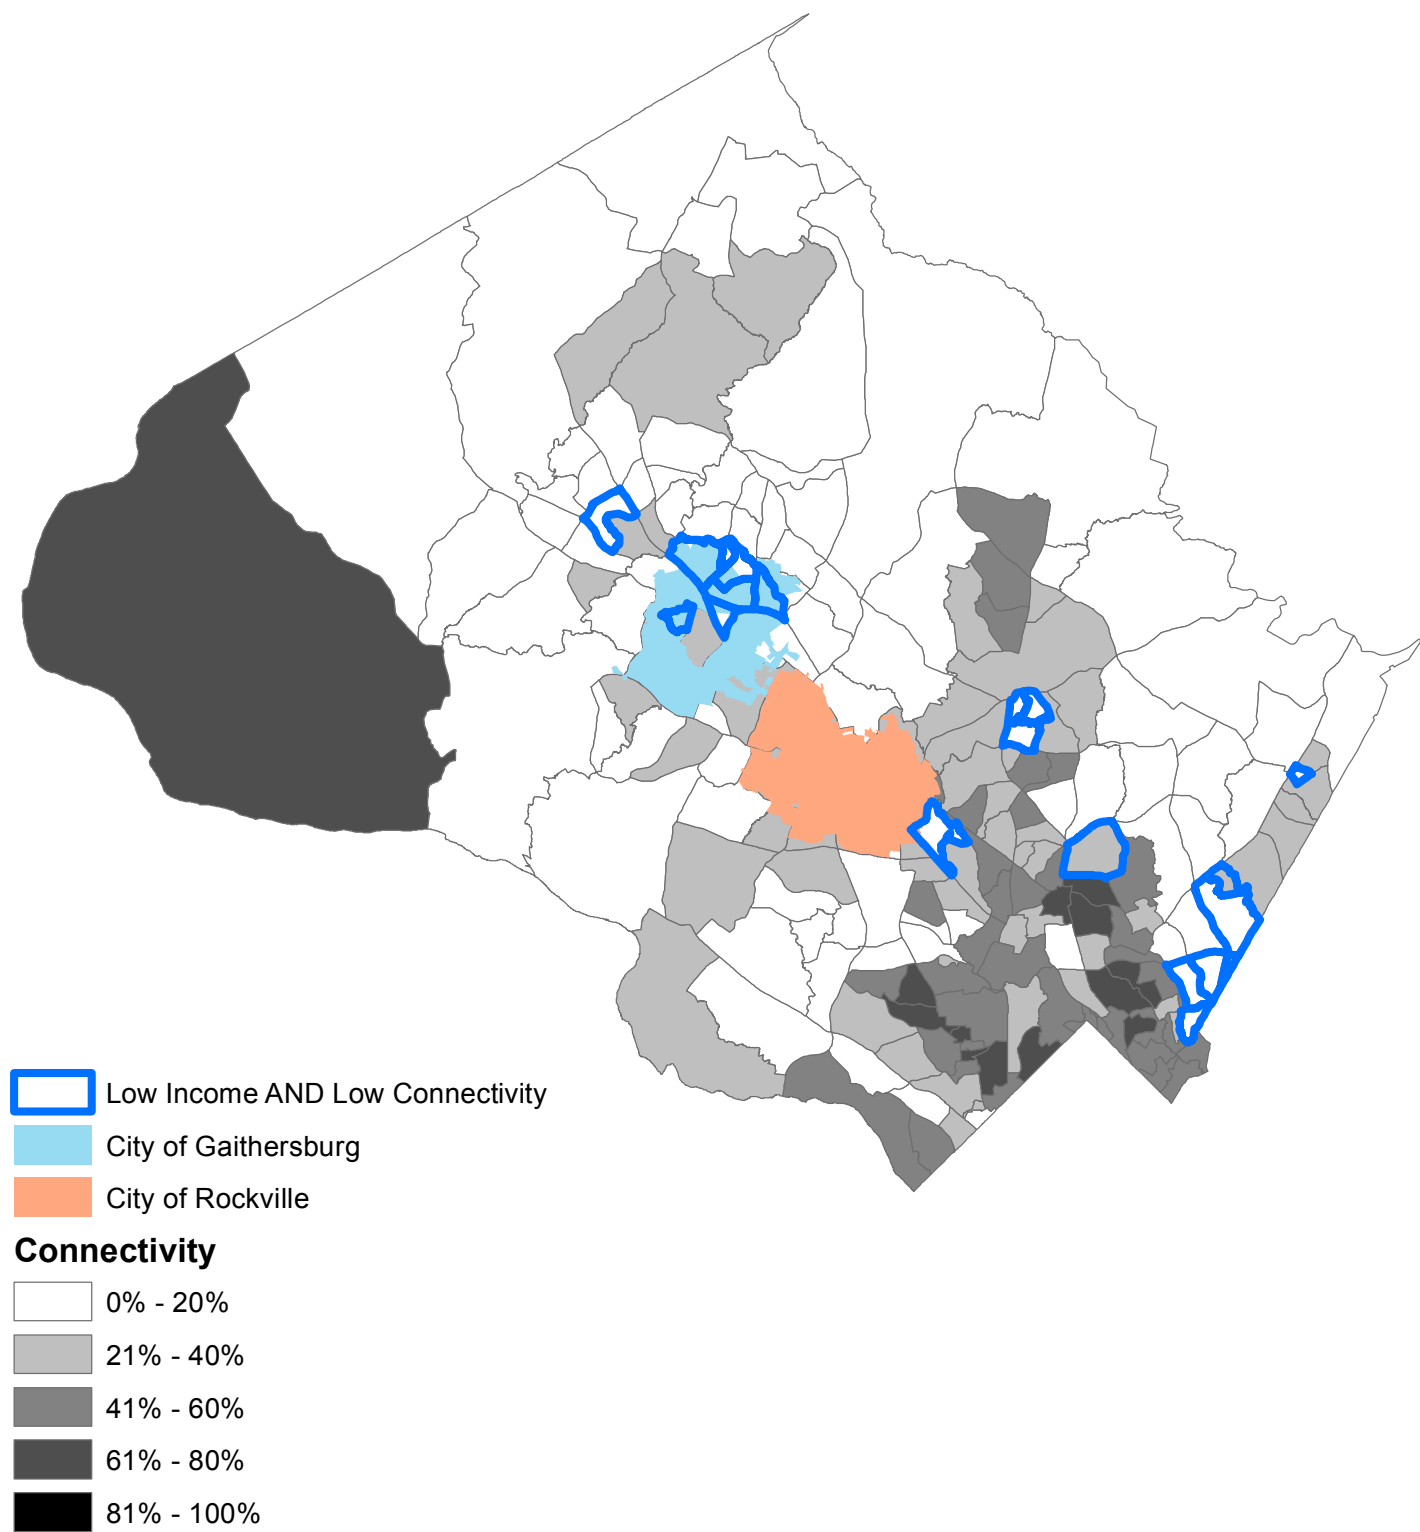 Low Income AND Low Connectivity
City of Gaithersburg
City of Rockville
Connectivity
0% - 20%
21% - 40%
41% - 60%
61% - 80%
81% - 100%